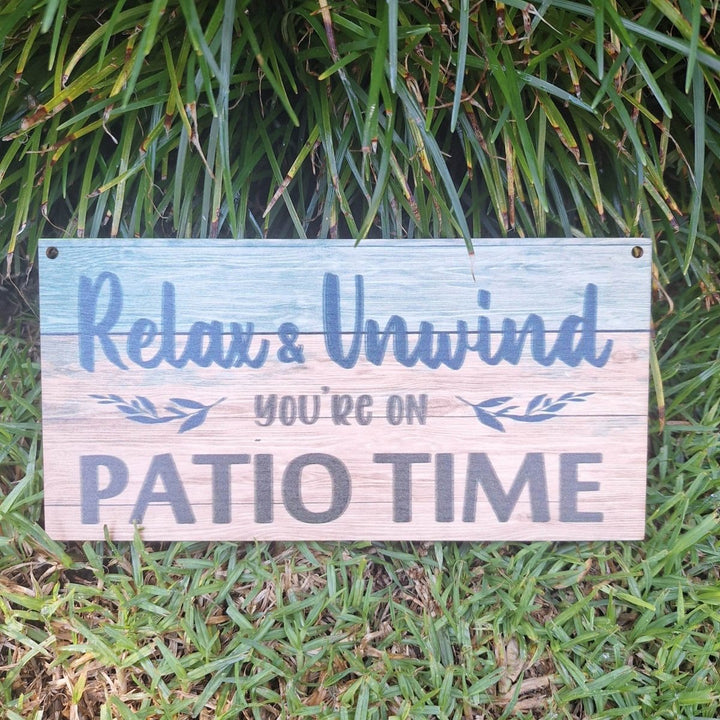 Relax & Unwind
YOU'RE ON
PATIO TIME